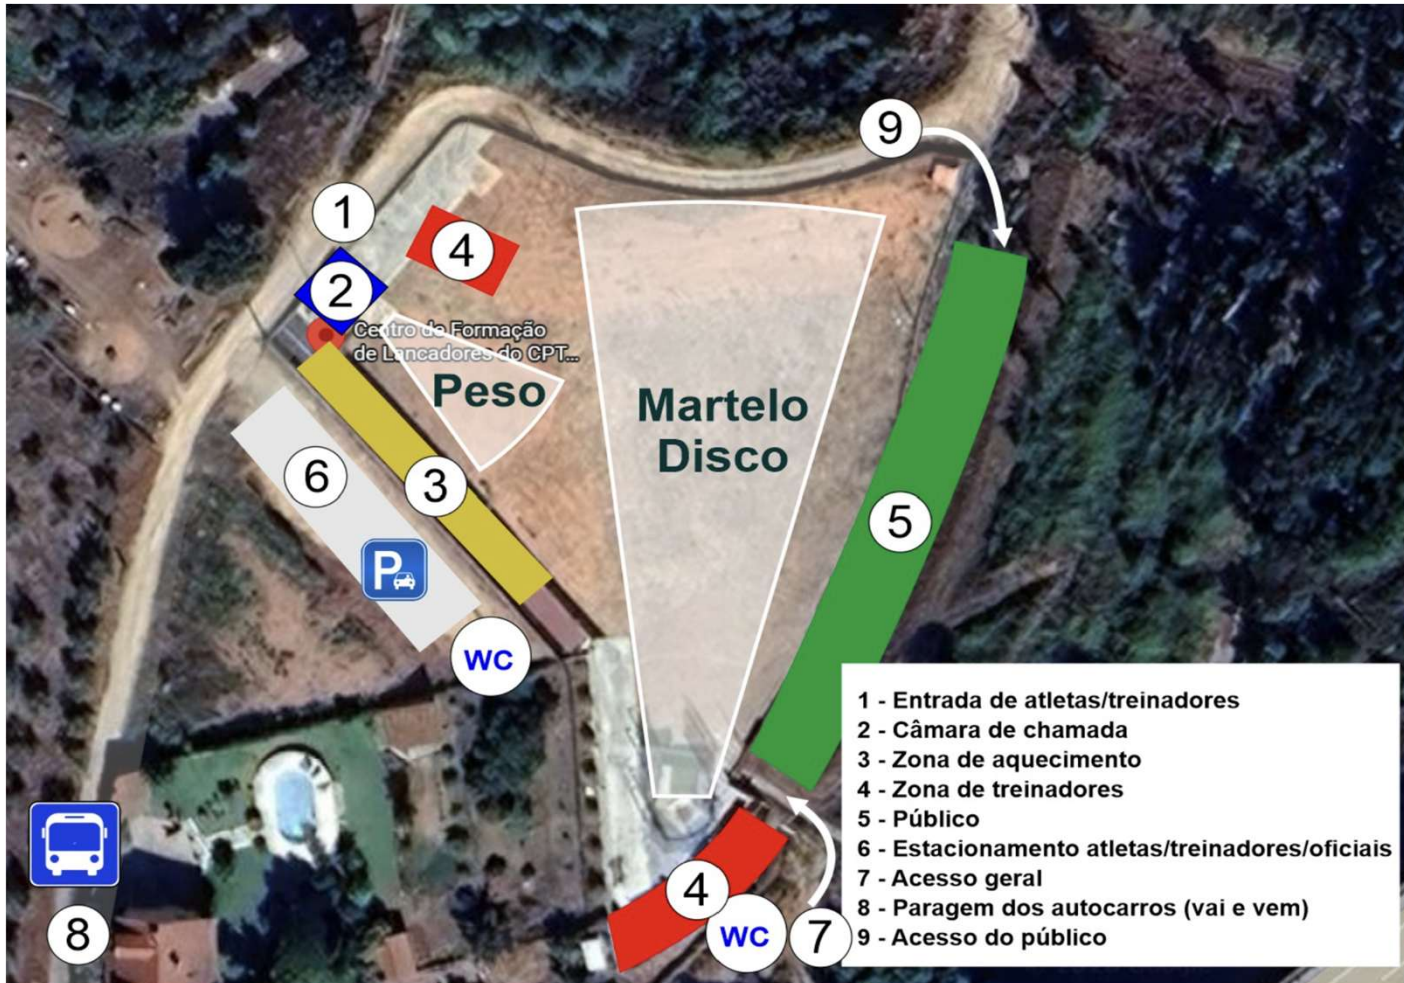 9
1
4
2
Centro de Formação
de Lancadores do CPT...
Peso
Martelo
Disco
6
3
5
P
WC
1 - Entrada de atletas/treinadores
2 - Câmara de chamada
3 - Zona de aquecimento
4 - Zona de treinadores
5 - Público
6 - Estacionamento atletas/treinadores/oficiais
7 - Acesso geral
8 - Paragem dos autocarros (vai e vem)
9 - Acesso do público
4
8
WC
7